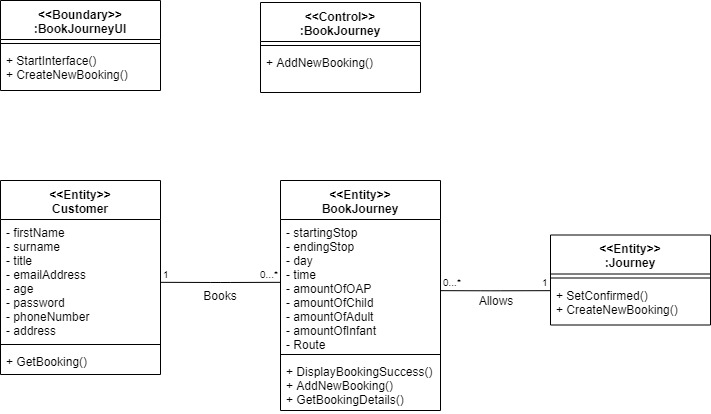 <<Boundary>>
:BookJourneyUI
+ StartInterface()
+ CreateNewBooking()
<<Control>>
:BookJourney
+ AddNewBooking()
<<Entity>>
Customer
- firstName
- surname
- title
- emailAddress
- age
- password
- phoneNumber
- address
+ GetBooking()
1
0...*
Books
<<Entity>>
BookJourney
- startingStop
- endingStop
- day
- time
- amountOfOAP
- amountOfChild
- amountOfAdult
- amountOfInfant
- Route
+ DisplayBookingSuccess()
+ AddNewBooking()
+ GetBookingDetails()
0...*
1
Allows
<<Entity>>
:Journey
+ SetConfirmed()
+ CreateNewBooking()